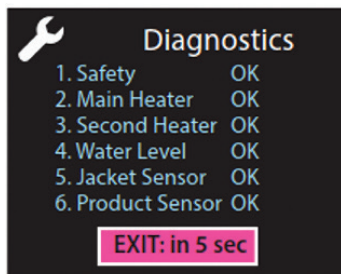 Diagnostics
1. Safety OK
2. Main Heater OK
3. Second Heater OK
4. Water Level OK
5. Jacket Sensor OK
6. Product Sensor OK
EXIT: in 5 sec